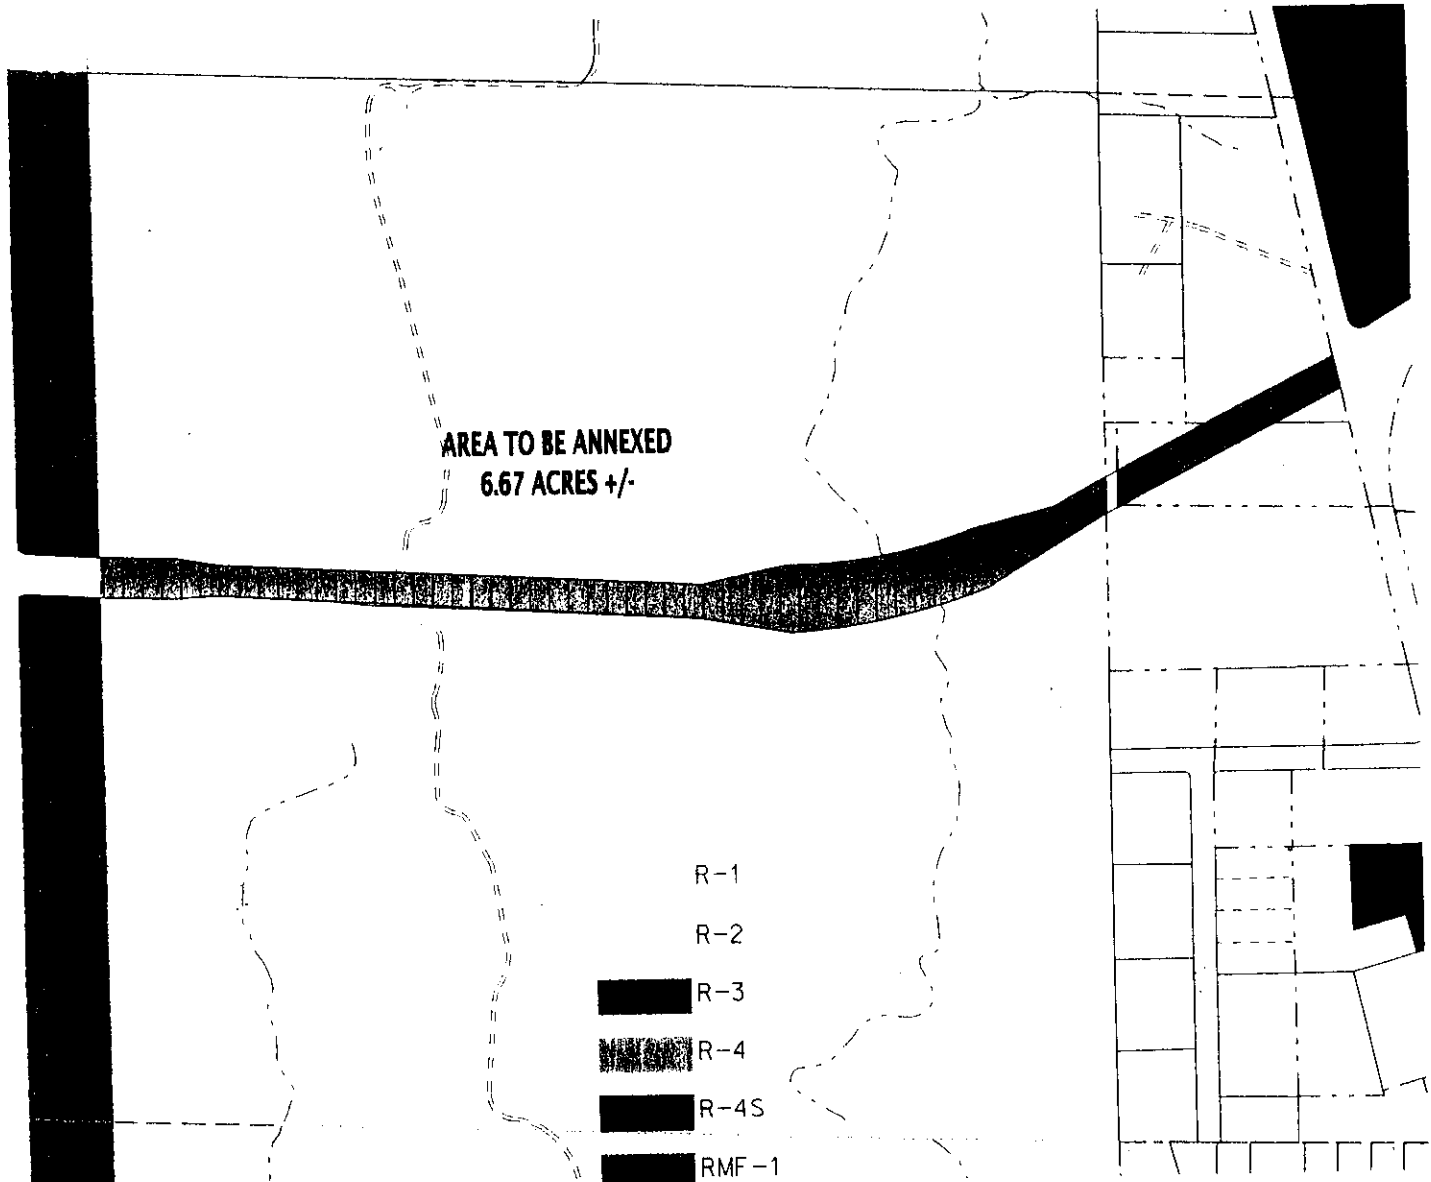 AREA TO BE ANNEXED
6.67 ACRES +/-
R-1
R-2
R-3
R-4
R-4S
RMF-1